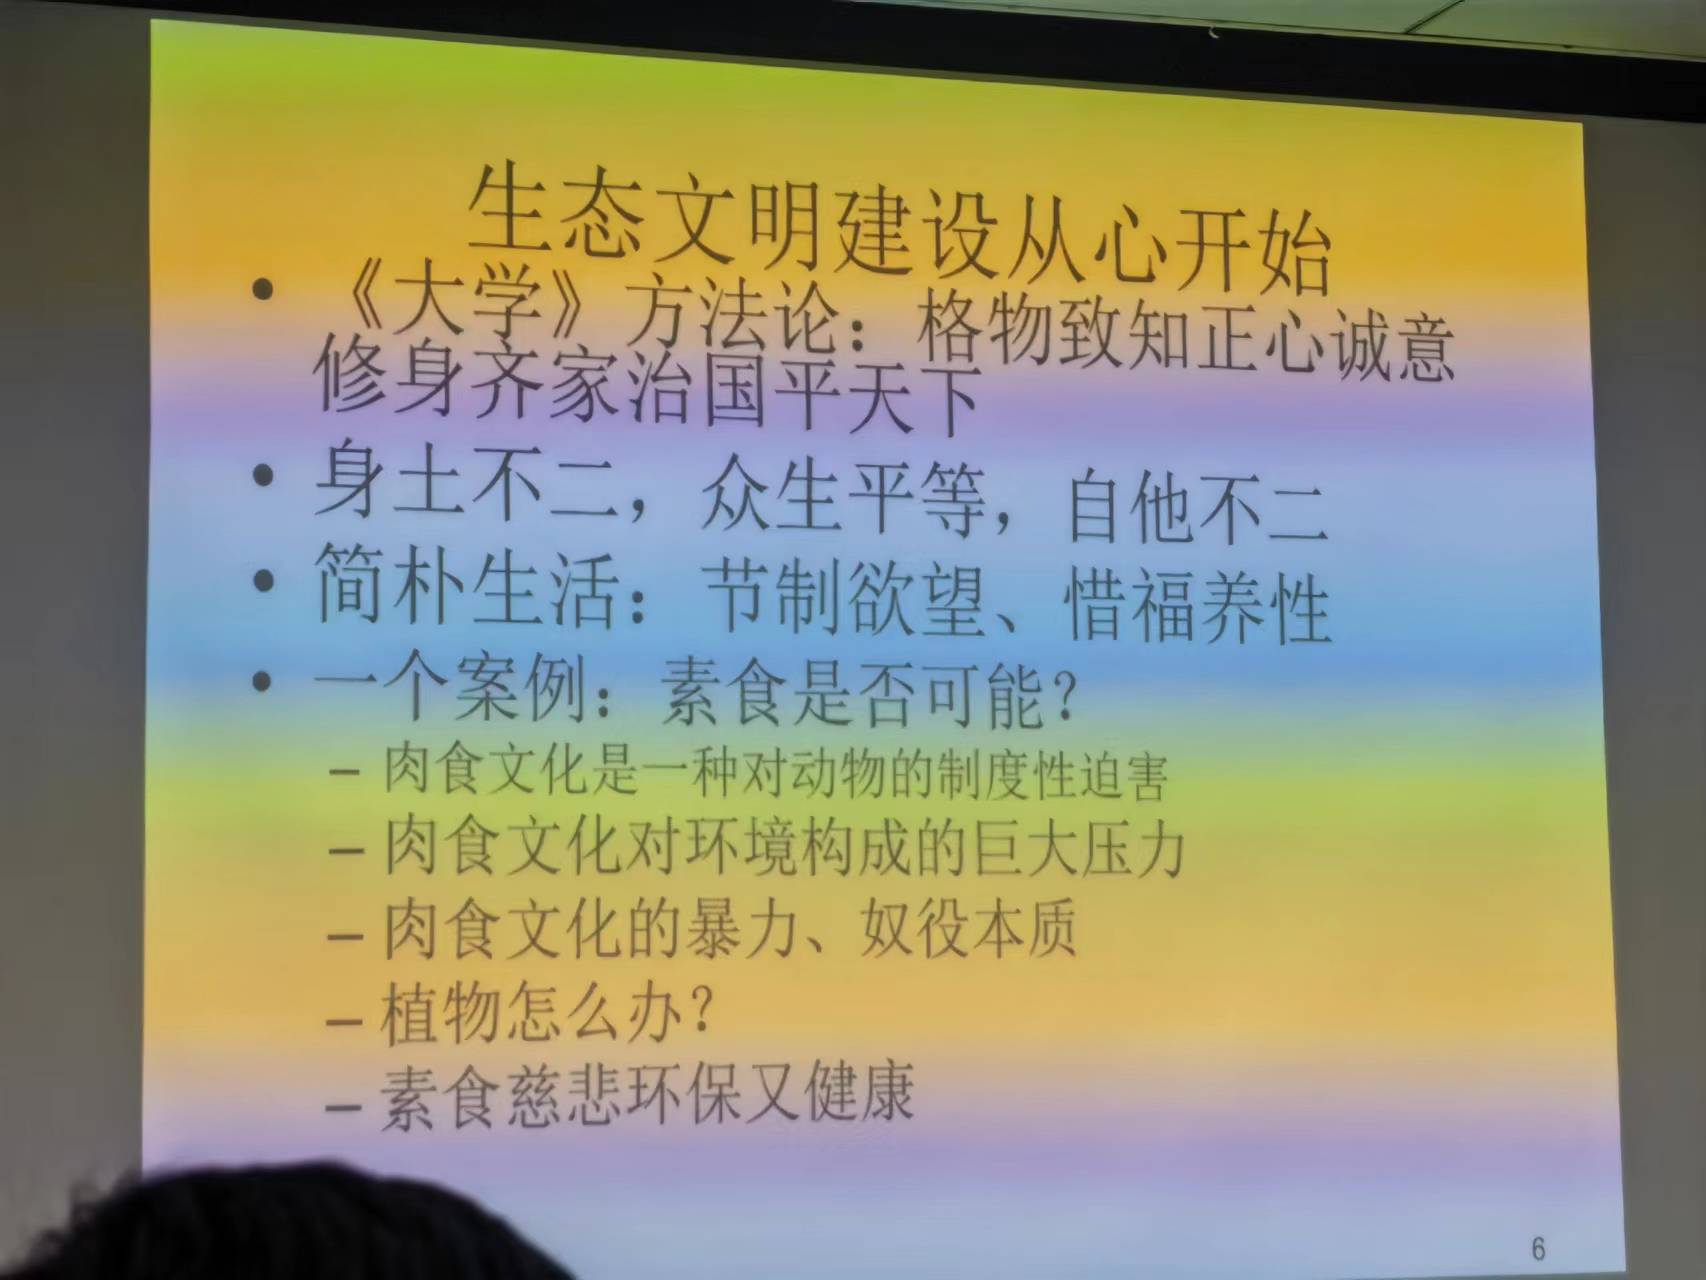 生态文明建设从心开始
• 《大学》方法论：格物致知正心诚意
修身齐家治国平天下
• 身土不二，众生平等，自他不二
• 简朴生活：节制欲望、惜福养性
• 一个案例：素食是否可能？
– 肉食文化是一种对动物的制度性迫害
– 肉食文化对环境构成的巨大压力
– 肉食文化的暴力、奴役本质
– 植物怎么办？
– 素食慈悲环保又健康
6